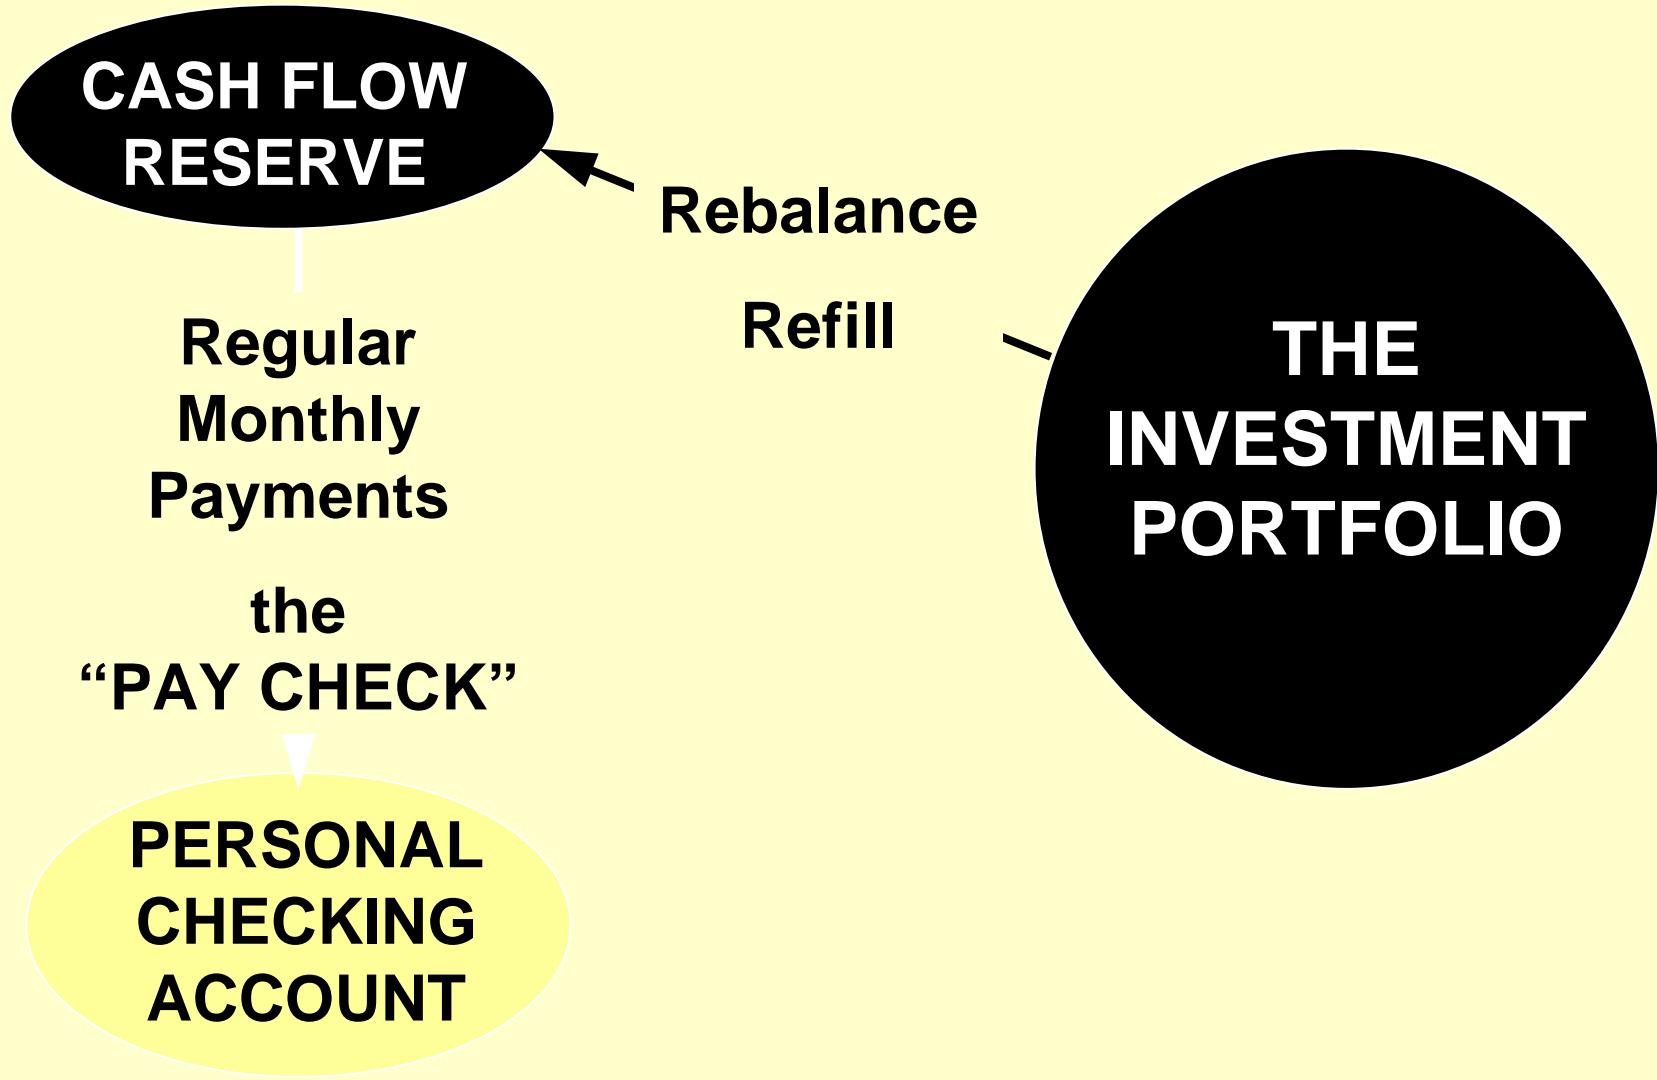 CASH FLOW
RESERVE
Rebalance
Refill
THE
INVESTMENT
PORTFOLIO
Regular
Monthly
Payments
the
“PAY CHECK”
PERSONAL
CHECKING
ACCOUNT